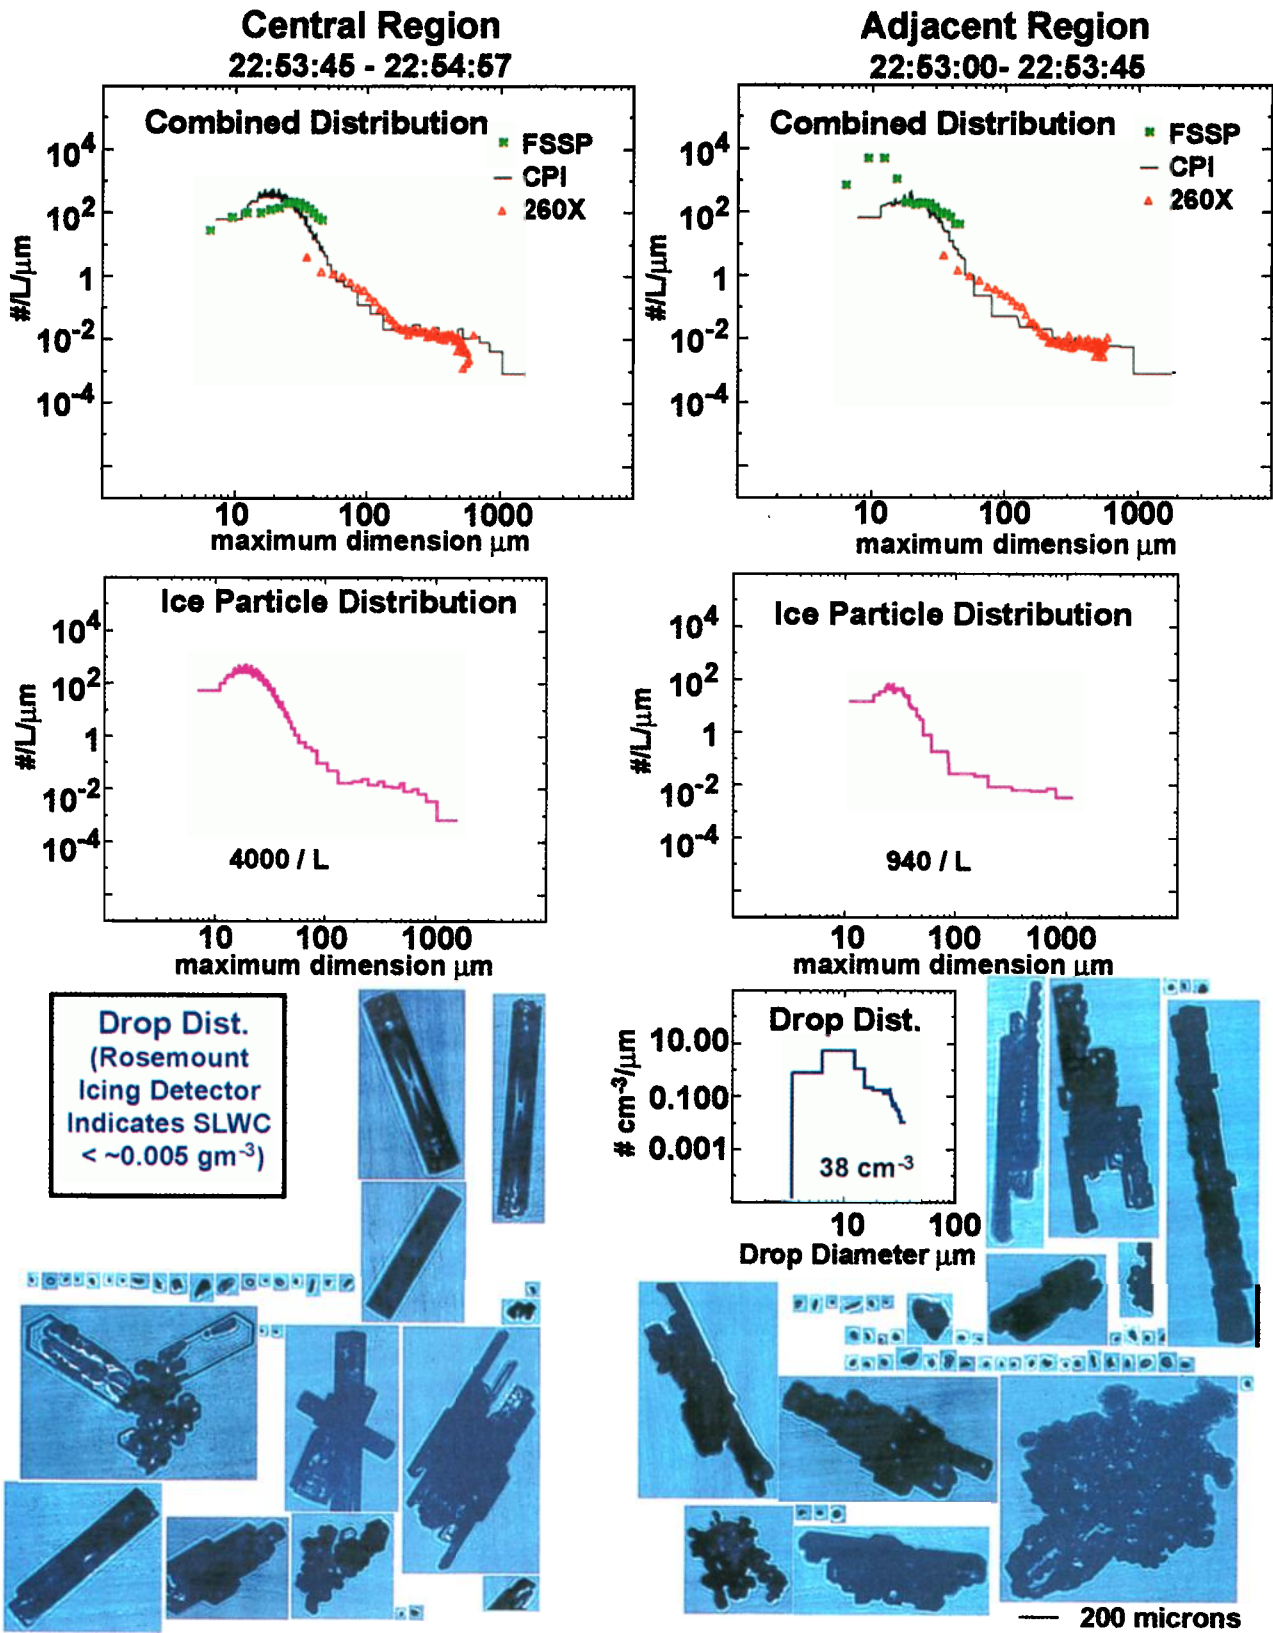 Central Region
22:53:45 - 22:54:57
Combined Distribution
FSSP
CPI
260X
10^4
10^2
1
10^-2
10^-4
#/L/μm
10 100 1000
maximum dimension μm
Adjacent Region
22:53:00- 22:53:45
Combined Distribution
FSSP
CPI
260X
10^4
10^2
1
10^-2
10^-4
#/L/μm
10 100 1000
maximum dimension μm
Ice Particle Distribution
10^4
10^2
1
10^-2
10^-4
#/L/μm
4000 / L
10 100 1000
maximum dimension μm
Ice Particle Distribution
10^4
10^2
1
10^-2
10^-4
#/L/μm
940 / L
10 100 1000
maximum dimension μm
Drop Dist.
(Rosemount
Icing Detector
Indicates SLWC
< ~0.005 gm^-3)
Drop Dist.
10.00
0.100
0.001
# cm^-3/μm
38 cm^-3
10 100
Drop Diameter μm
200 microns